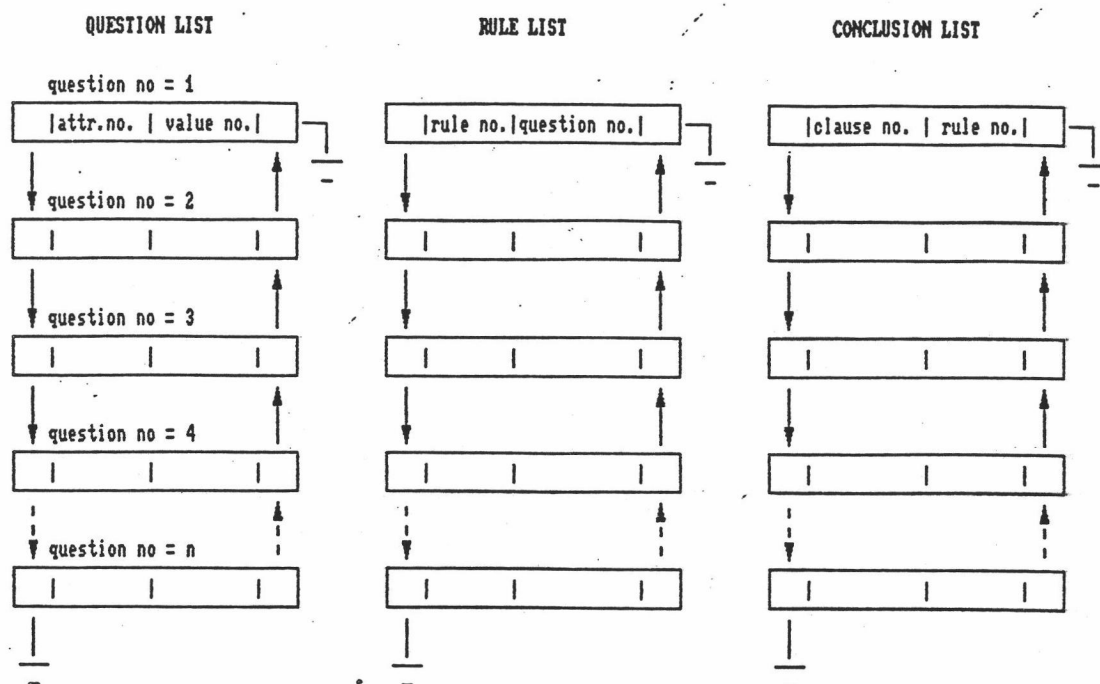 QUESTION LIST
question no = 1
|attr.no. | value no.|
question no = 2
question no = 3
question no = 4
question no = n
RULE LIST
|rule no.|question no.|
CONCLUSION LIST
|clause no. | rule no.|